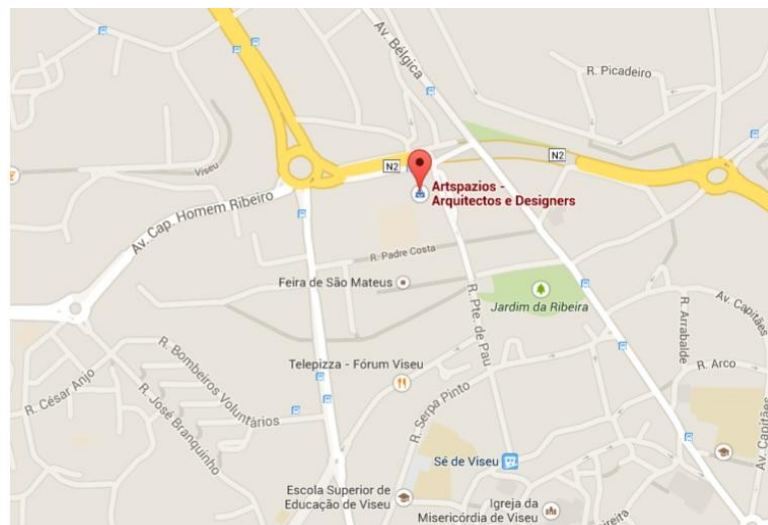 Av. Bélgica
R. Picadeiro
N2
N2
Viseu
Artspazios -
Arquitectos e Designers
Av. Cap. Homem Ribeiro
R. Padre Costa
Feira de São Mateus
Jardim da Ribeira
R. Pte. de Pau
Av. Capitães
R. Arrabalde
R. Bombeiros Voluntários
Telepizza - Fórum Viseu
R. Arco
R. César Anjo
R. José Branquinho
R. Serpa Pinto
Av. Capitães
Sé de Viseu
Escola Superior de
Educação de Viseu
Igreja da
Misericórdia de Viseu